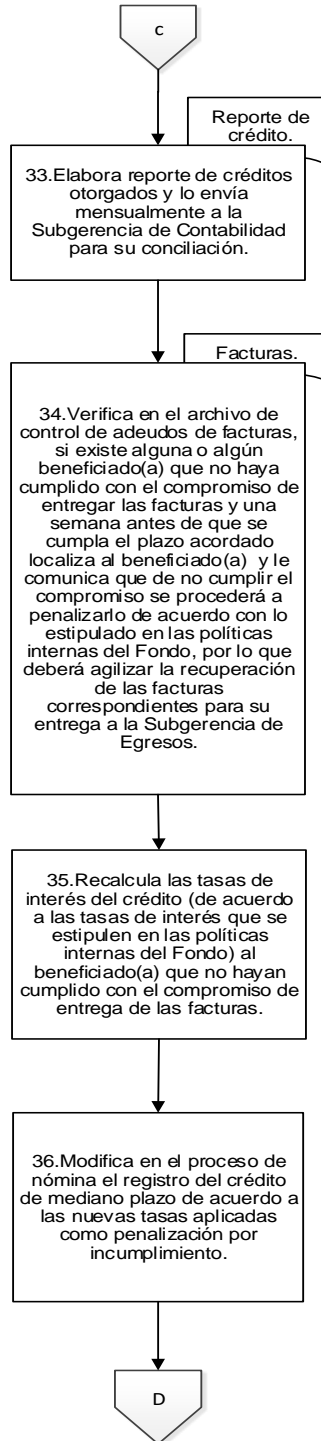 c
Reporte de
crédito.
33.Elabora reporte de créditos
otorgados y lo envía
mensualmente a la
Subgerencia de Contabilidad
para su conciliación.
Facturas.
34.Verifica en el archivo de
control de adeudos de facturas,
si existe alguna o algún
beneficiado(a) que no haya
cumplido con el compromiso de
entregar las facturas y una
semana antes de que se
cumpla el plazo acordado
localiza al beneficiado(a) y le
comunica que de no cumplir el
compromiso se procederá a
penalizarlo de acuerdo con lo
estipulado en las políticas
internas del Fondo, por lo que
deberá agilizar la recuperación
de las facturas
correspondientes para su
entrega a la Subgerencia de
Egresos.
35.Recalcula las tasas de
interés del crédito (de acuerdo
a las tasas de interés que se
estipulen en las políticas
internas del Fondo) al
beneficiado(a) que no hayan
cumplido con el compromiso de
entrega de las facturas.
36.Modifica en el proceso de
nómina el registro del crédito
de mediano plazo de acuerdo a
las nuevas tasas aplicadas
como penalización por
incumplimiento.
D